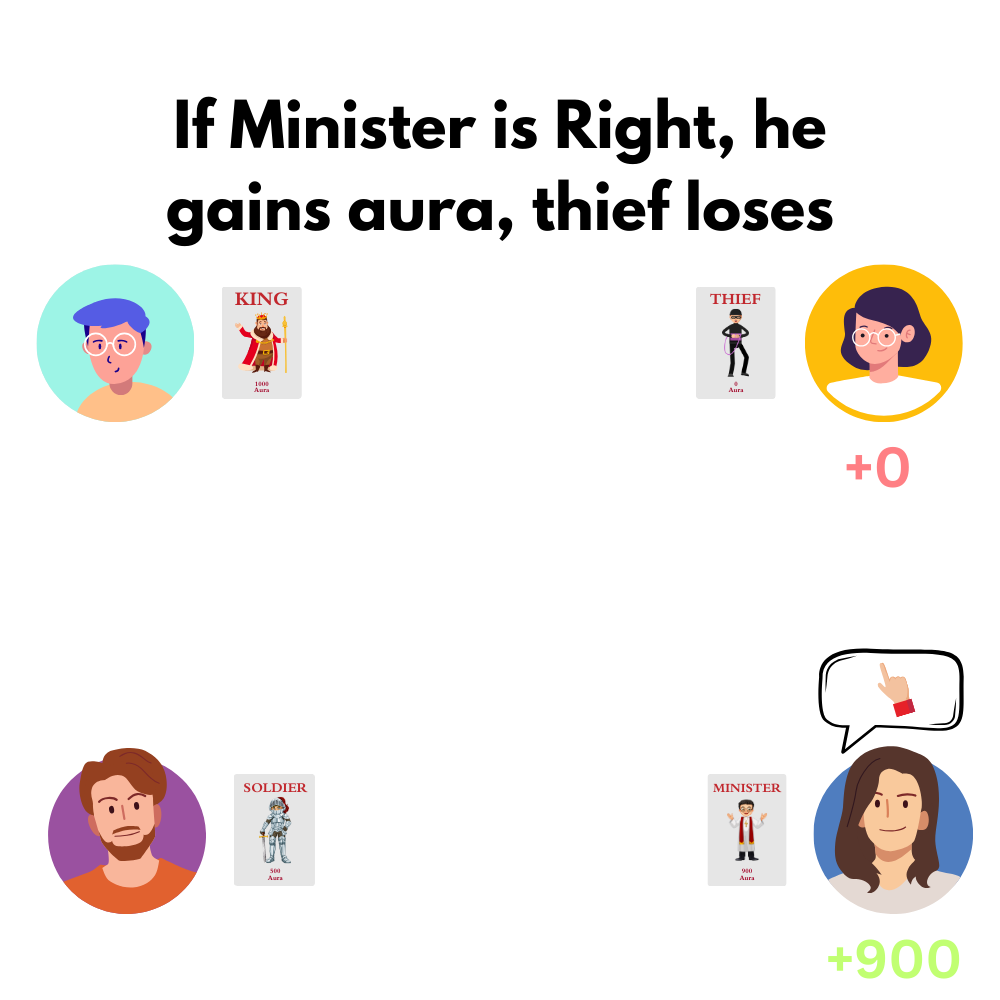 If Minister is Right, he
gains aura, thief loses
KING
1000
Aura
THIEF
0
Aura
+0
SOLDIER
500
Aura
MINISTER
900
Aura
+900